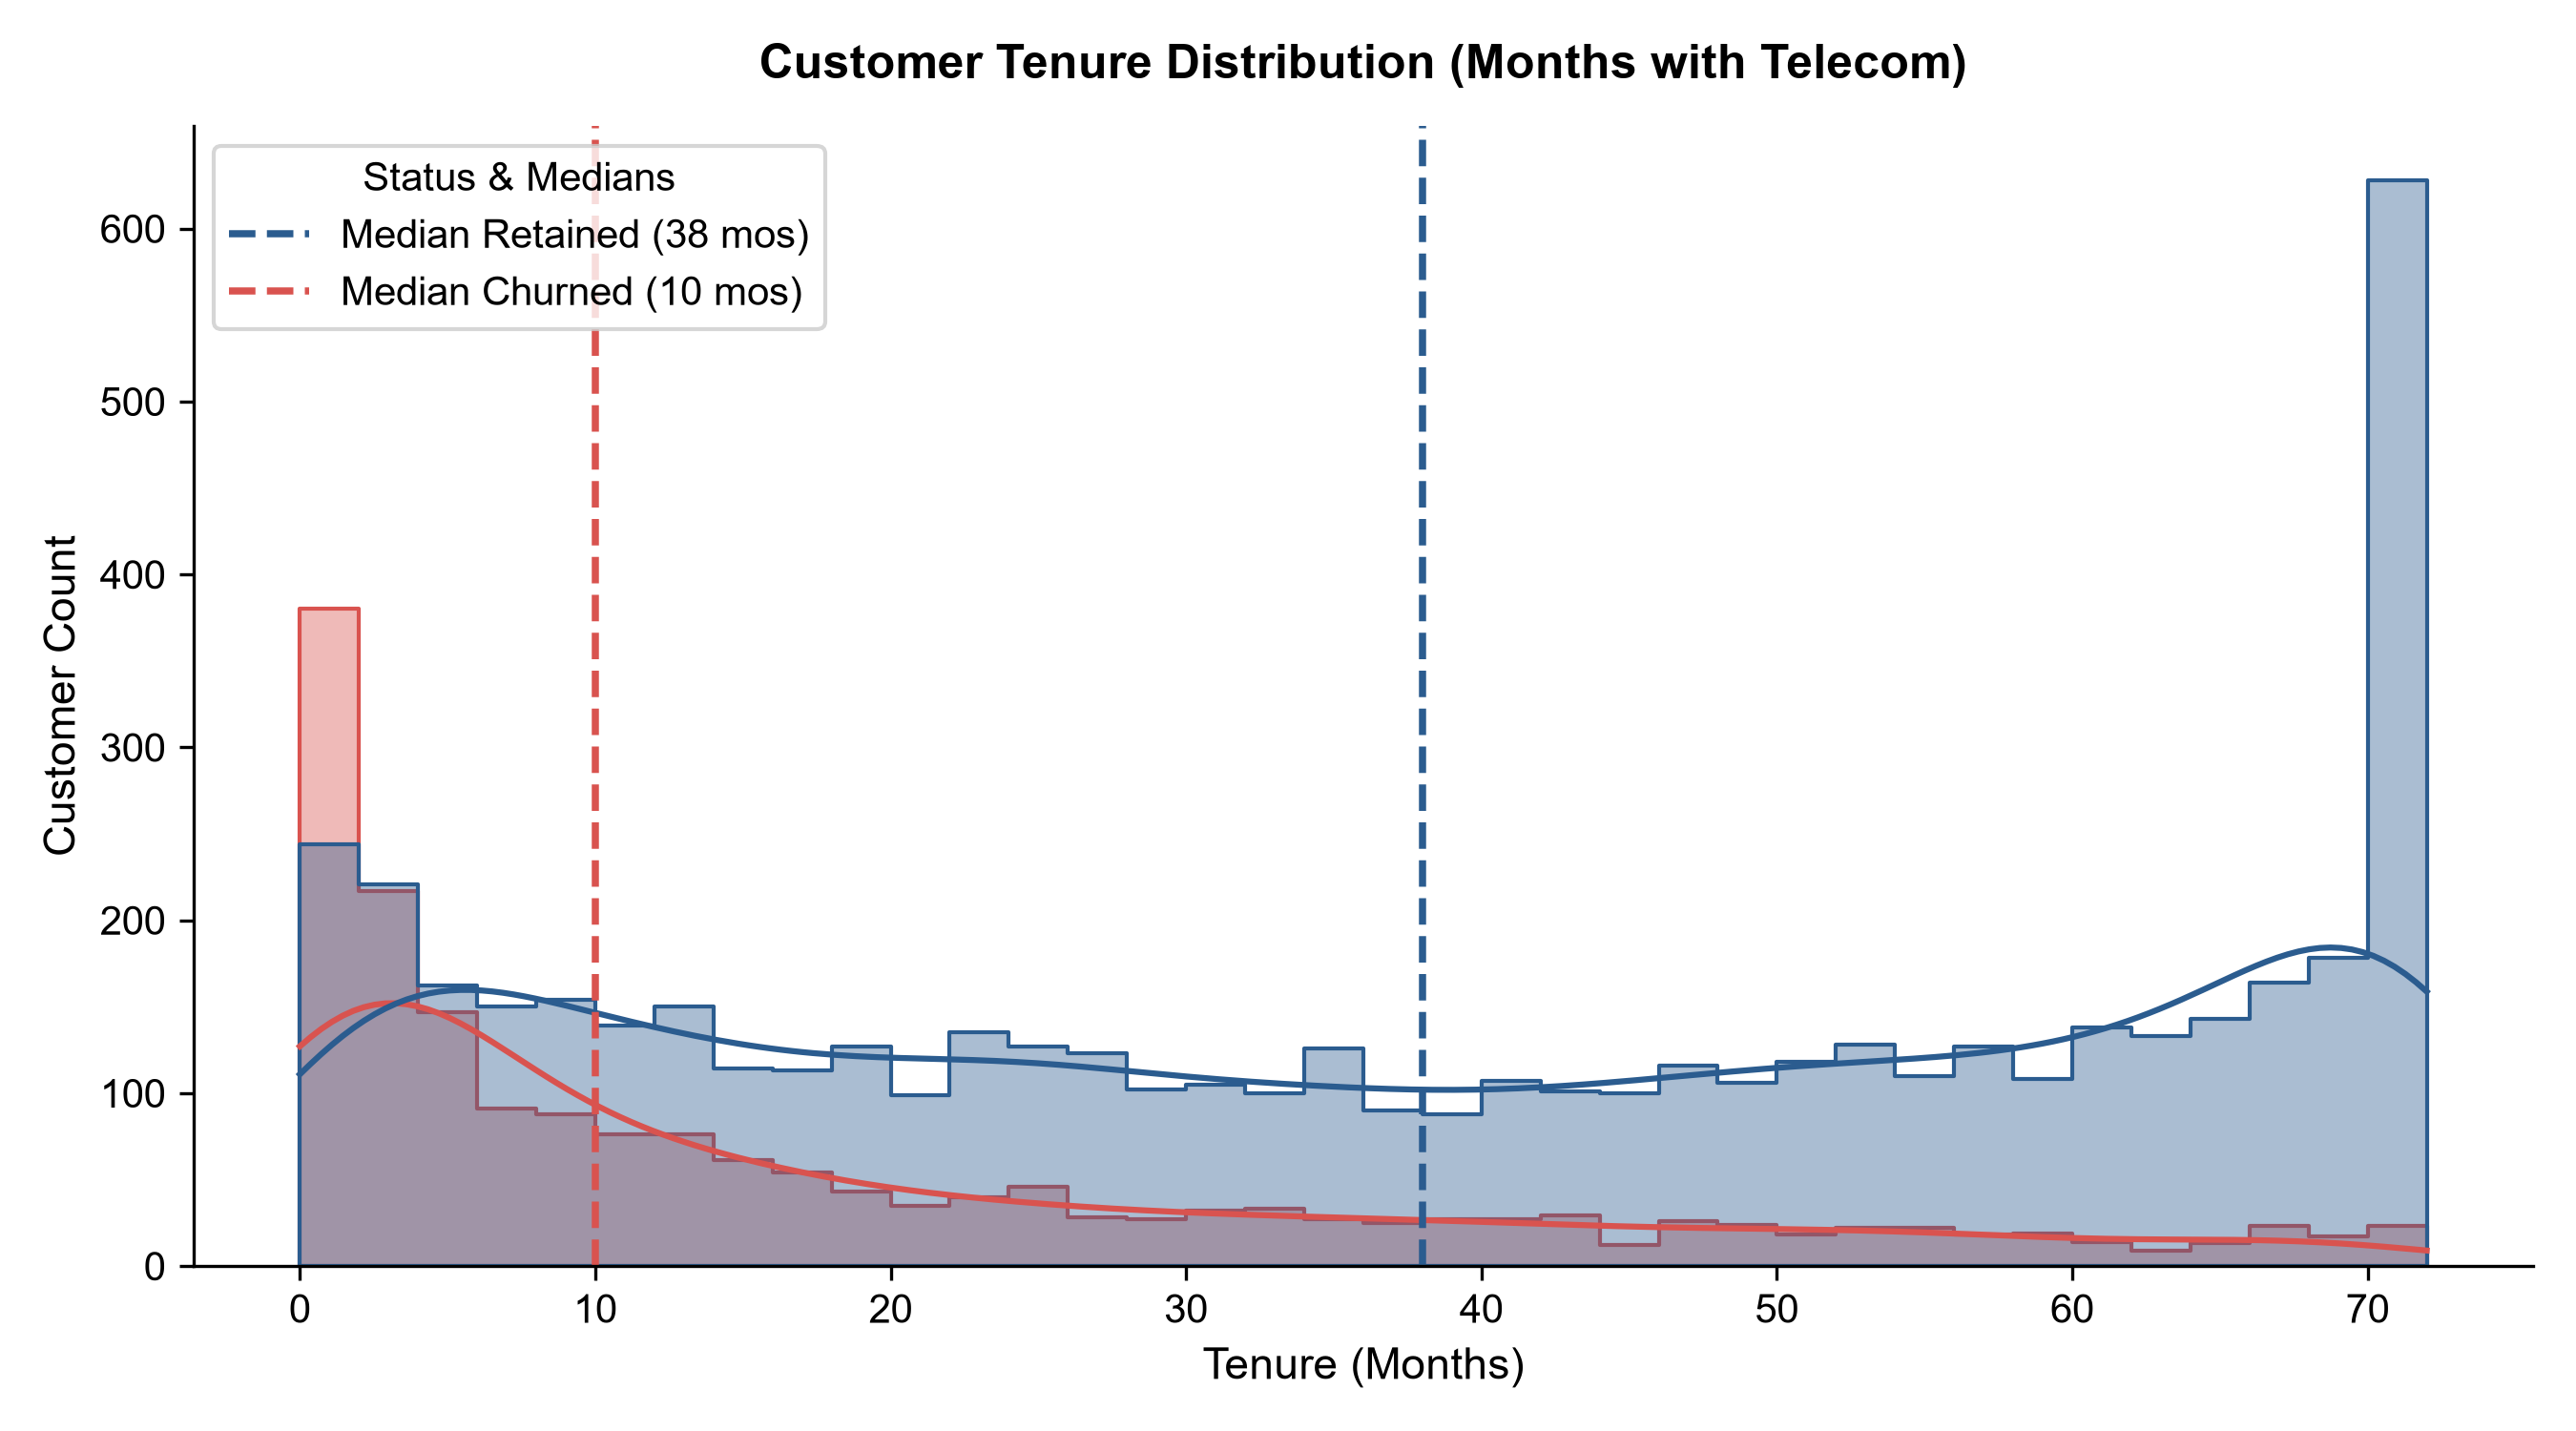 Customer Tenure Distribution (Months with Telecom)
Status & Medians
Median Retained (38 mos)
Median Churned (10 mos)
Customer Count
600
500
400
300
200
100
0
0 10 20 30 40 50 60 70
Tenure (Months)